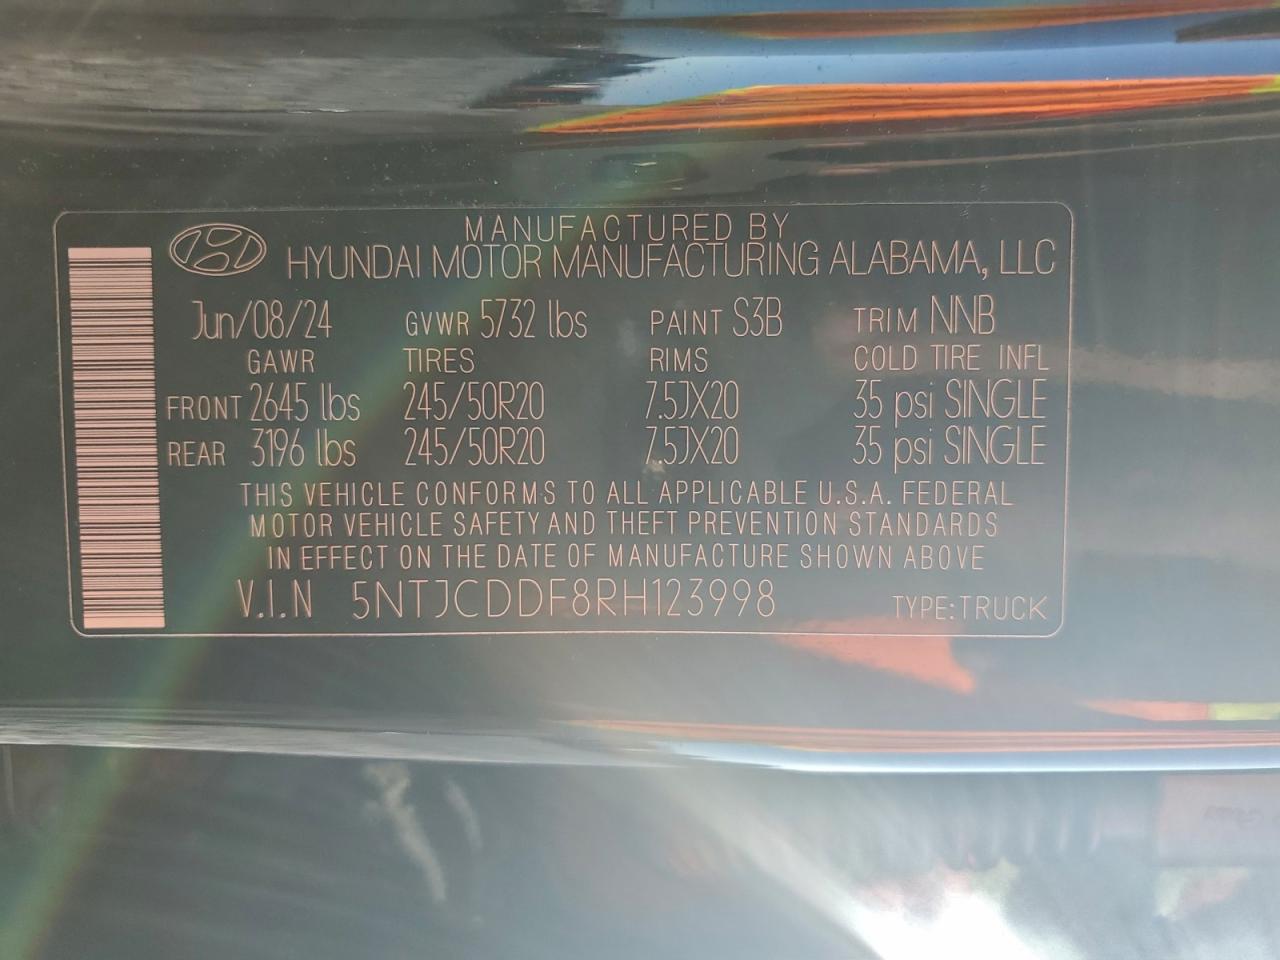 MANUFACTURED BY
HYUNDAI MOTOR MANUFACTURING ALABAMA, LLC
Jun/08/24 GVWR 5732 lbs PAINT S3B TRIM NNB
GAWR TIRES RIMS COLD TIRE INFL
FRONT 2645 lbs 245/50R20 7.5JX20 35 psi SINGLE
REAR 3196 lbs 245/50R20 7.5JX20 35 psi SINGLE
THIS VEHICLE CONFORMS TO ALL APPLICABLE U.S.A. FEDERAL
MOTOR VEHICLE SAFETY AND THEFT PREVENTION STANDARDS
IN EFFECT ON THE DATE OF MANUFACTURE SHOWN ABOVE
V.I.N 5NTJCDDF8RH123998 TYPE:TRUCK